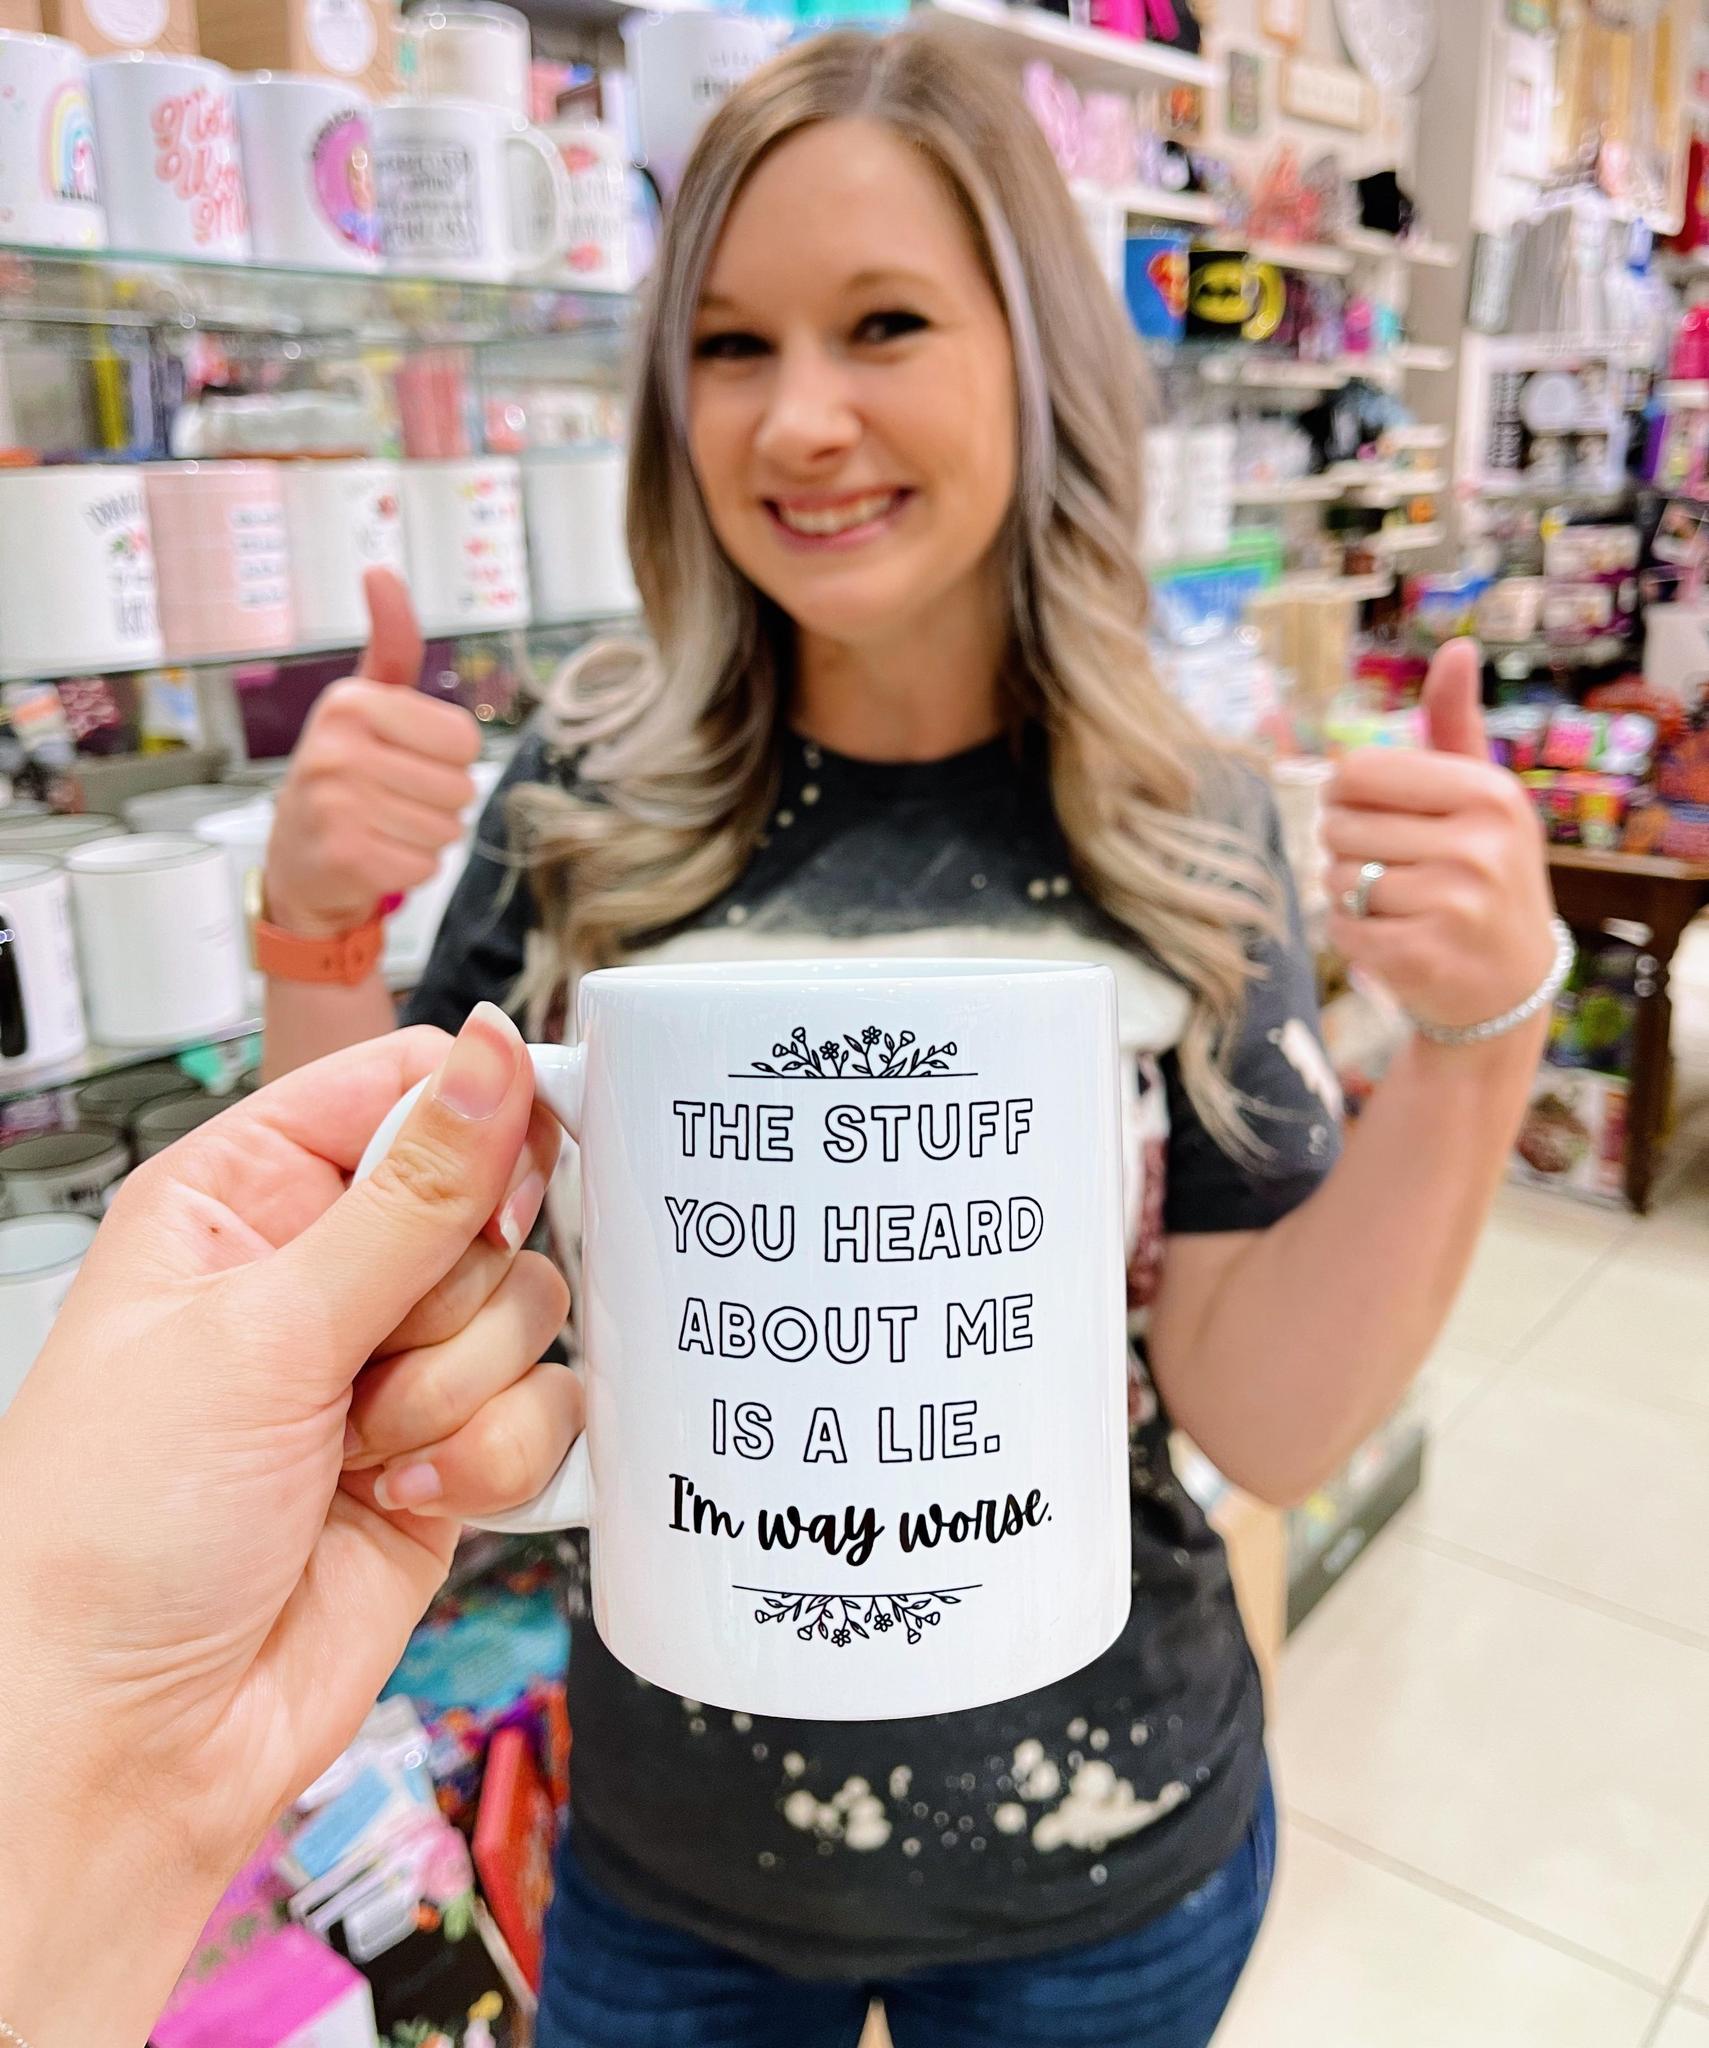 THE STUFF
YOU HEARD
ABOUT ME
IS A LIE.
I'm way worse.